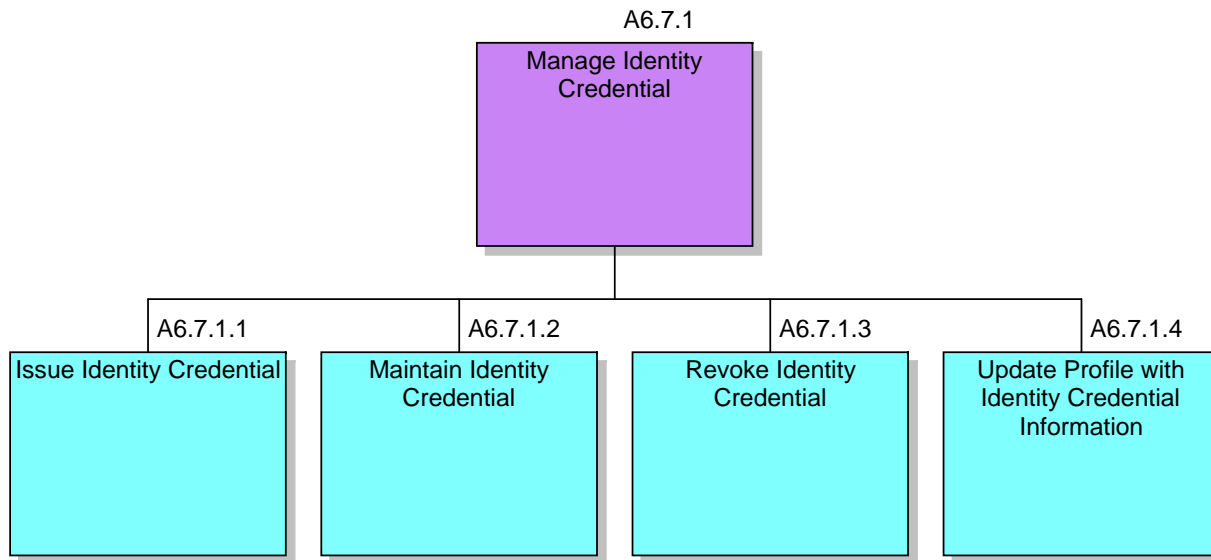 A6.7.1
Manage Identity
Credential
A6.7.1.1
Issue Identity Credential
A6.7.1.2
Maintain Identity
Credential
A6.7.1.3
Revoke Identity
Credential
A6.7.1.4
Update Profile with
Identity Credential
Information